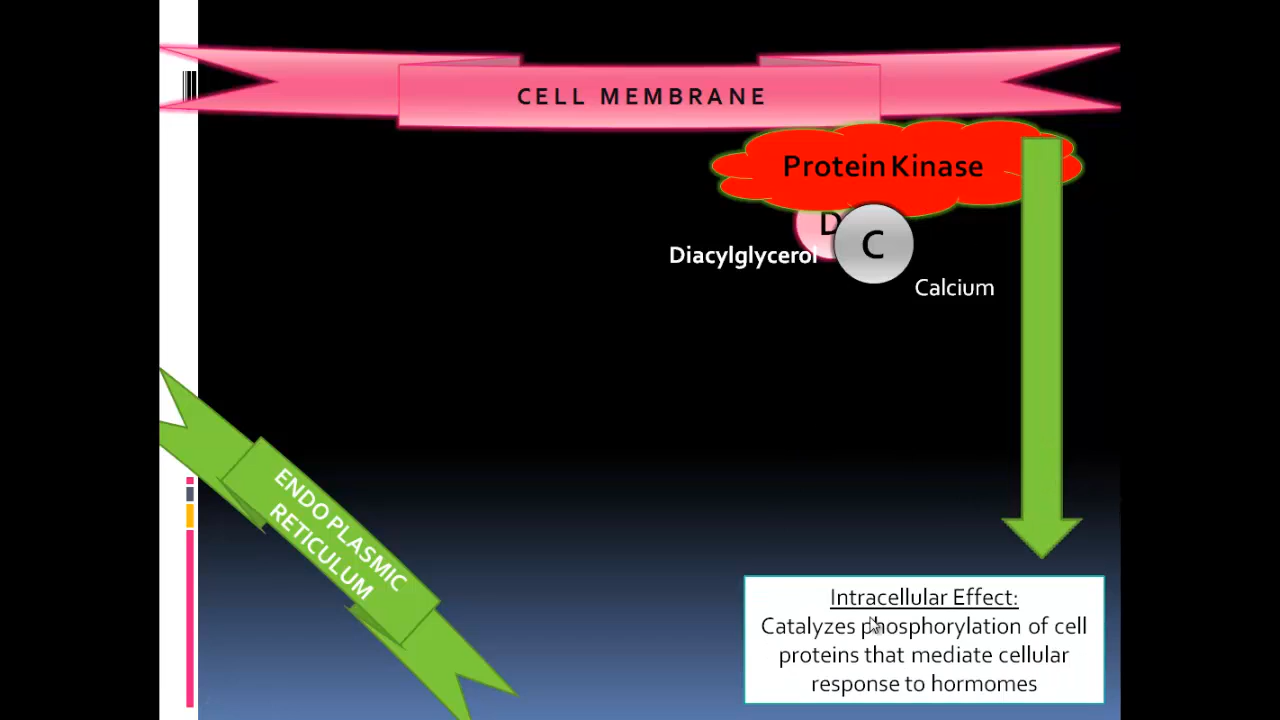 CELL MEMBRANE
Protein Kinase
D
C
Diacylglycerol
Calcium
ENDO PLASMIC
RETICULUM
Intracellular Effect:
Catalyzes phosphorylation of cell
proteins that mediate cellular
response to hormomes